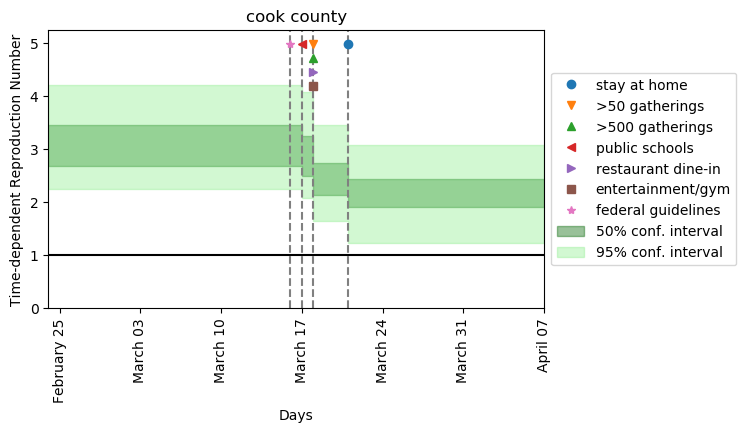 cook county
Time-dependent Reproduction Number
5
4
3
2
1
0
February 25
March 03
March 10
March 17
March 24
March 31
April 07
Days
stay at home
>50 gatherings
>500 gatherings
public schools
restaurant dine-in
entertainment/gym
federal guidelines
50% conf. interval
95% conf. interval